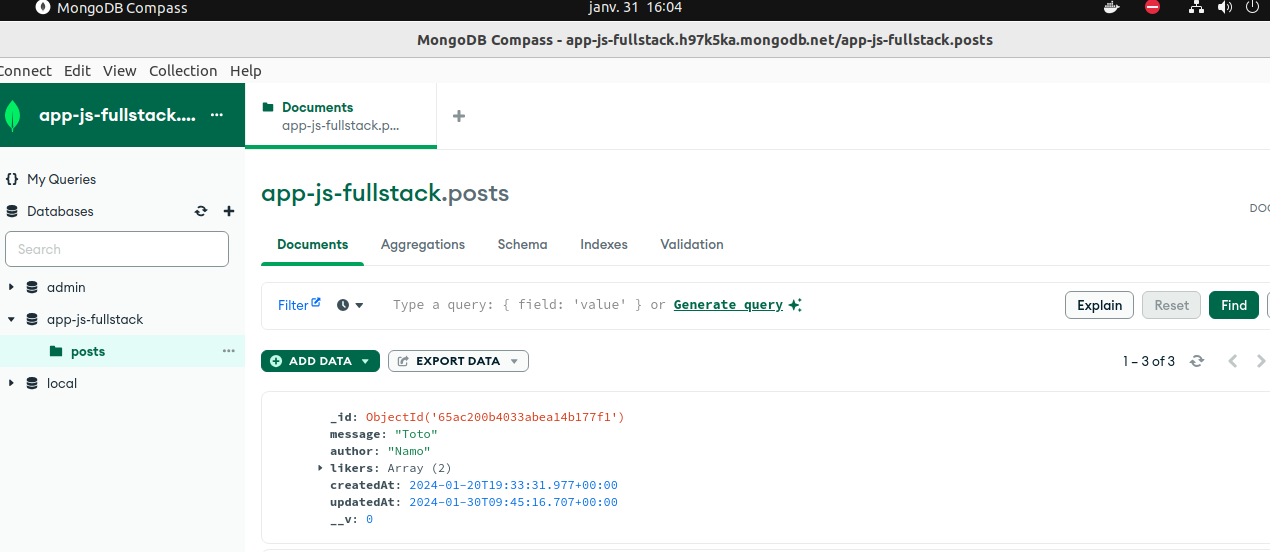 MongoDB Compass
janv. 31 16:04
MongoDB Compass - app-js-fullstack.h97k5ka.mongodb.net/app-js-fullstack.posts
Connect Edit View Collection Help
app-js-fullstack....
Documents
app-js-fullstack.p...
{} My Queries
Databases
Search
admin
app-js-fullstack
posts
local
app-js-fullstack.posts
DOC
Documents Aggregations Schema Indexes Validation
Filter
Type a query: { field: 'value' } or Generate query
Explain Reset Find
ADD DATA EXPORT DATA
1 – 3 of 3
_id: ObjectId('65ac200b4033abea14b177f1')
message: "Toto"
author: "Namo"
likers: Array (2)
createdAt: 2024-01-20T19:33:31.977+00:00
updatedAt: 2024-01-30T09:45:16.707+00:00
__v: 0